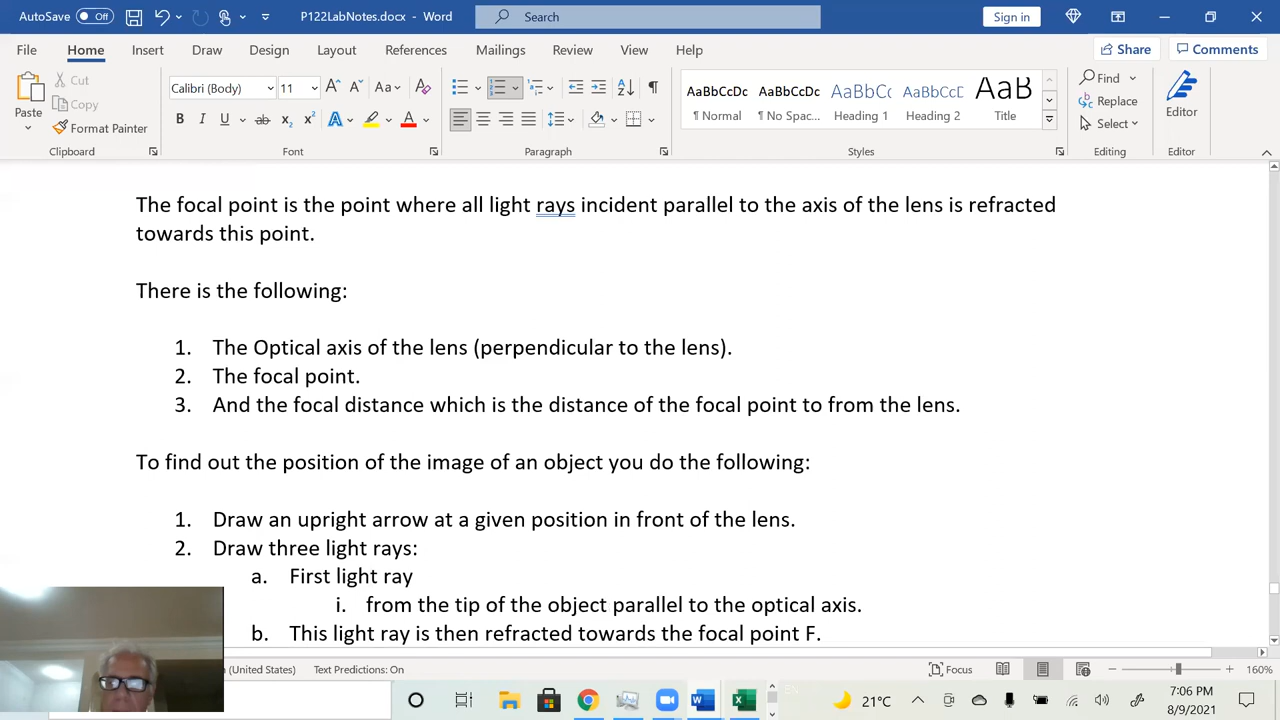 AutoSave Off P122LabNotes.docx - Word Search Sign in
File Home Insert Draw Design Layout References Mailings Review View Help Share Comments
Paste Cut Copy Format Painter
Calibri (Body) 11 Aa
B I U ab x2 x2 A A
AaBbCcDc AaBbCcDc AaBbCc AaBbCcD AaB
¶ Normal ¶ No Spac... Heading 1 Heading 2 Title
Find Replace Select Editor
Clipboard Font Paragraph Styles Editing Editor
The focal point is the point where all light rays incident parallel to the axis of the lens is refracted
towards this point.
There is the following:
1. The Optical axis of the lens (perpendicular to the lens).
2. The focal point.
3. And the focal distance which is the distance of the focal point to from the lens.
To find out the position of the image of an object you do the following:
1. Draw an upright arrow at a given position in front of the lens.
2. Draw three light rays:
a. First light ray
i. from the tip of the object parallel to the optical axis.
b. This light ray is then refracted towards the focal point F.
(United States) Text Predictions: On Focus 160%
21°C 7:06 PM
8/9/2021